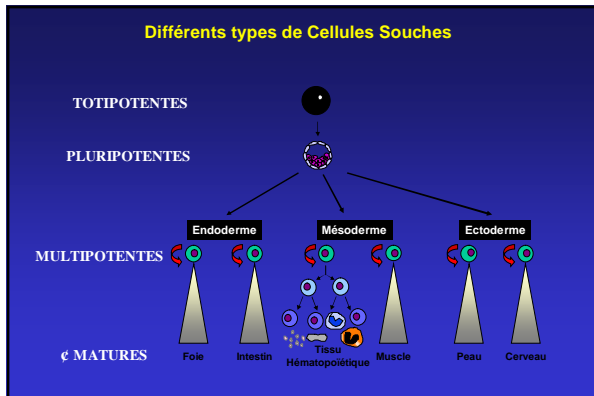 Différents types de Cellules Souches
TOTIPOTENTES
PLURIPOTENTES
Endoderme
Mésoderme
Ectoderme
MULTIPOTENTES
¢ MATURES
Foie
Intestin
Tissu
Hématopoïétique
Muscle
Peau
Cerveau